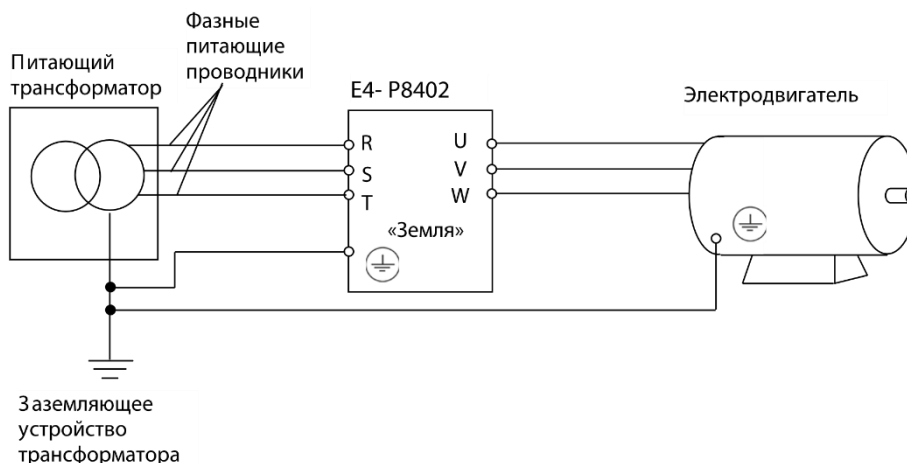 Фазные
питающие
проводники
Питающий
трансформатор
E4- P8402
Электродвигатель
R
S
T
U
V
W
«Земля»
Заземляющее
устройство
трансформатора